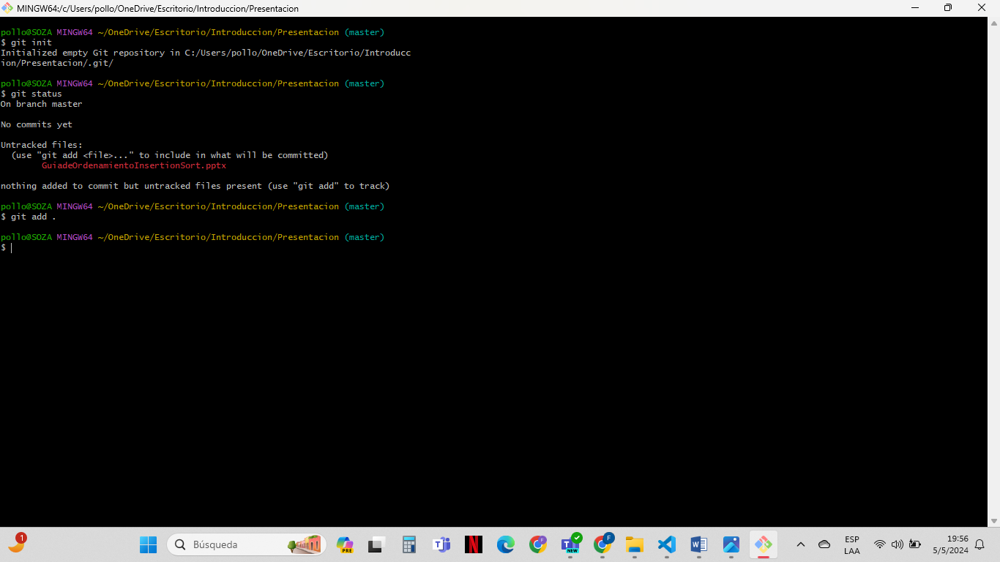 MINGW64:/c/Users/pollo/OneDrive/Escritorio/Introduccion/Presentacion
pollo@SOZA MINGW64 ~/OneDrive/Escritorio/Introduccion/Presentacion (master)
$ git init
Initialized empty Git repository in C:/Users/pollo/OneDrive/Escritorio/Introducc
ion/Presentacion/.git/
pollo@SOZA MINGW64 ~/OneDrive/Escritorio/Introduccion/Presentacion (master)
$ git status
On branch master
No commits yet
Untracked files:
  (use "git add <file>..." to include in what will be committed)
        GuiadeOrdenamientoInsertionSort.pptx
nothing added to commit but untracked files present (use "git add" to track)
pollo@SOZA MINGW64 ~/OneDrive/Escritorio/Introduccion/Presentacion (master)
$ git add .
pollo@SOZA MINGW64 ~/OneDrive/Escritorio/Introduccion/Presentacion (master)
$
1
Búsqueda
PRE
T
T
NEW
F
W
ESP
LAA
19:56
5/5/2024